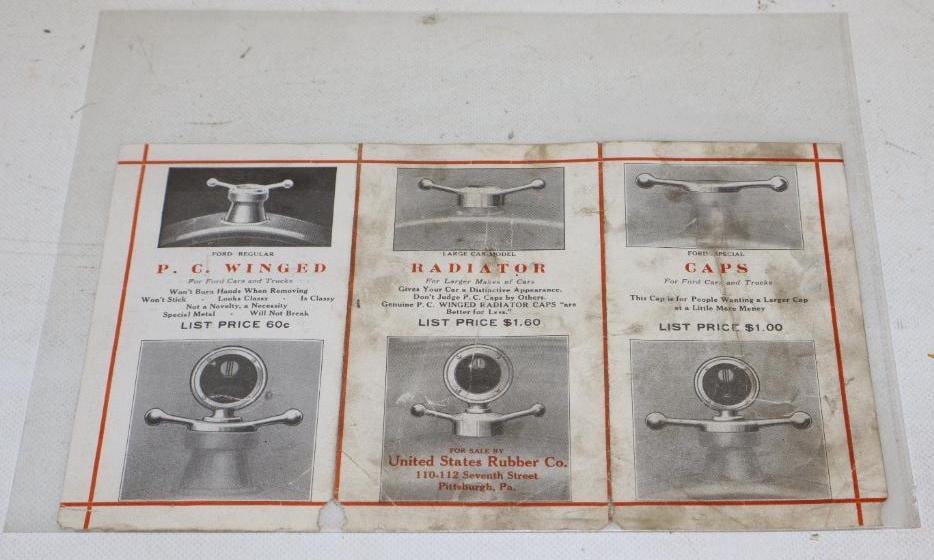 FORD REGULAR
P. C. WINGED
For Ford Cars and Trucks
Won't Burn Hands When Removing
Won't Stick - Looks Classy - Is Classy
Not a Novelty, a Necessity
Special Metal - Will Not Break
LIST PRICE 60c
LARGE CAR MODEL
RADIATOR
For Larger Makes of Cars
Gives Your Car a Distinctive Appearance.
Don't Judge P. C. Caps by Others.
Genuine P. C. WINGED RADIATOR CAPS "are
Better for Less."
LIST PRICE $1.60
FOR SALE BY
United States Rubber Co.
110-112 Seventh Street
Pittsburgh, Pa.
FORD SPECIAL
CAPS
For Ford Cars and Trucks
This Cap is for People Wanting a Larger Cap
at a Little More Money
LIST PRICE $1.00